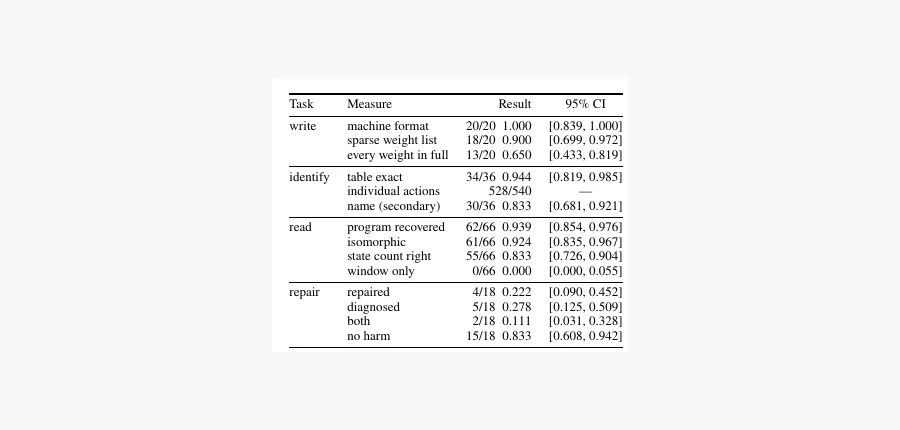 Task Measure Result 95% CI
write machine format 20/20 1.000 [0.839, 1.000]
sparse weight list 18/20 0.900 [0.699, 0.972]
every weight in full 13/20 0.650 [0.433, 0.819]
identify table exact 34/36 0.944 [0.819, 0.985]
individual actions 528/540 —
name (secondary) 30/36 0.833 [0.681, 0.921]
read program recovered 62/66 0.939 [0.854, 0.976]
isomorphic 61/66 0.924 [0.835, 0.967]
state count right 55/66 0.833 [0.726, 0.904]
window only 0/66 0.000 [0.000, 0.055]
repair repaired 4/18 0.222 [0.090, 0.452]
diagnosed 5/18 0.278 [0.125, 0.509]
both 2/18 0.111 [0.031, 0.328]
no harm 15/18 0.833 [0.608, 0.942]